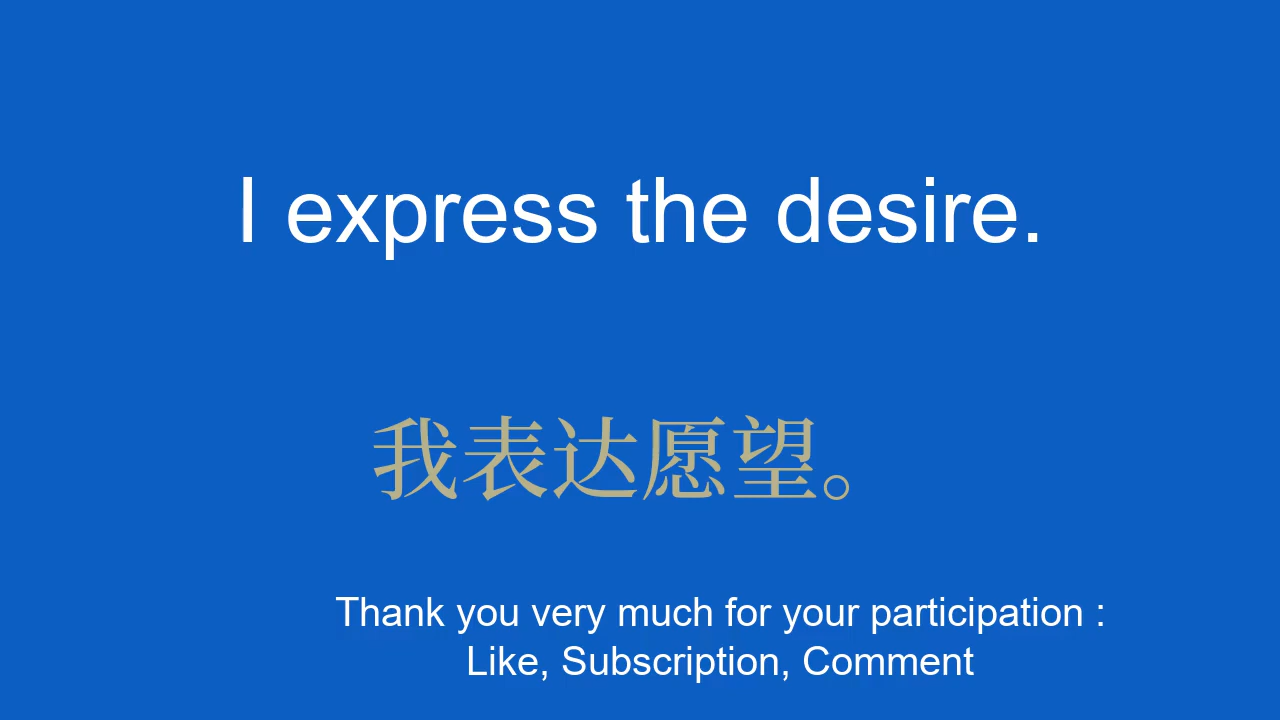 I express the desire.
我表达愿望。
Thank you very much for your participation :
Like, Subscription, Comment